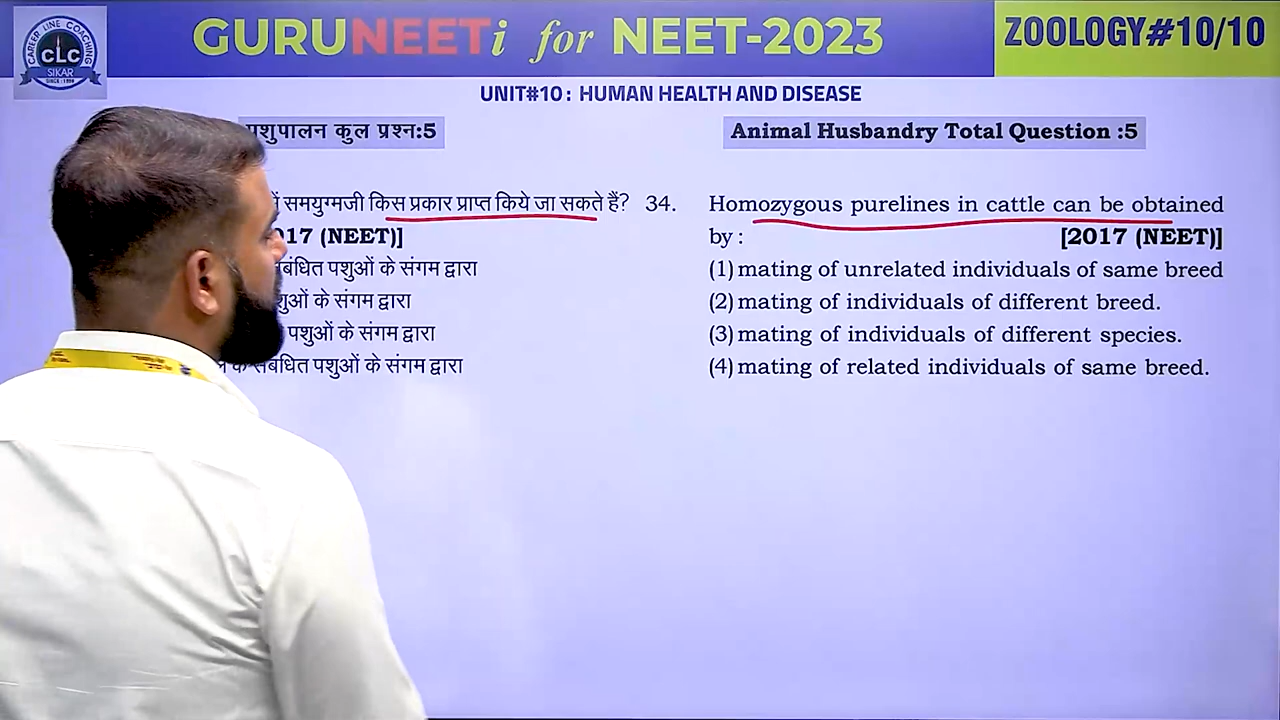 GURUNEETi for NEET-2023
ZOOLOGY#10/10
CAREER LINE COACHING
CLC
SIKAR
SINCE : 1996
UNIT#10 : HUMAN HEALTH AND DISEASE
पशुपालन कुल प्रश्न:5
समयुग्मजी किस प्रकार प्राप्त किये जा सकते हैं?
17 (NEET)]
संबंधित पशुओं के संगम द्वारा
पशुओं के संगम द्वारा
पशुओं के संगम द्वारा
के संबंधित पशुओं के संगम द्वारा
Animal Husbandry Total Question :5
34. Homozygous purelines in cattle can be obtained
by : [2017 (NEET)]
(1) mating of unrelated individuals of same breed
(2) mating of individuals of different breed.
(3) mating of individuals of different species.
(4) mating of related individuals of same breed.